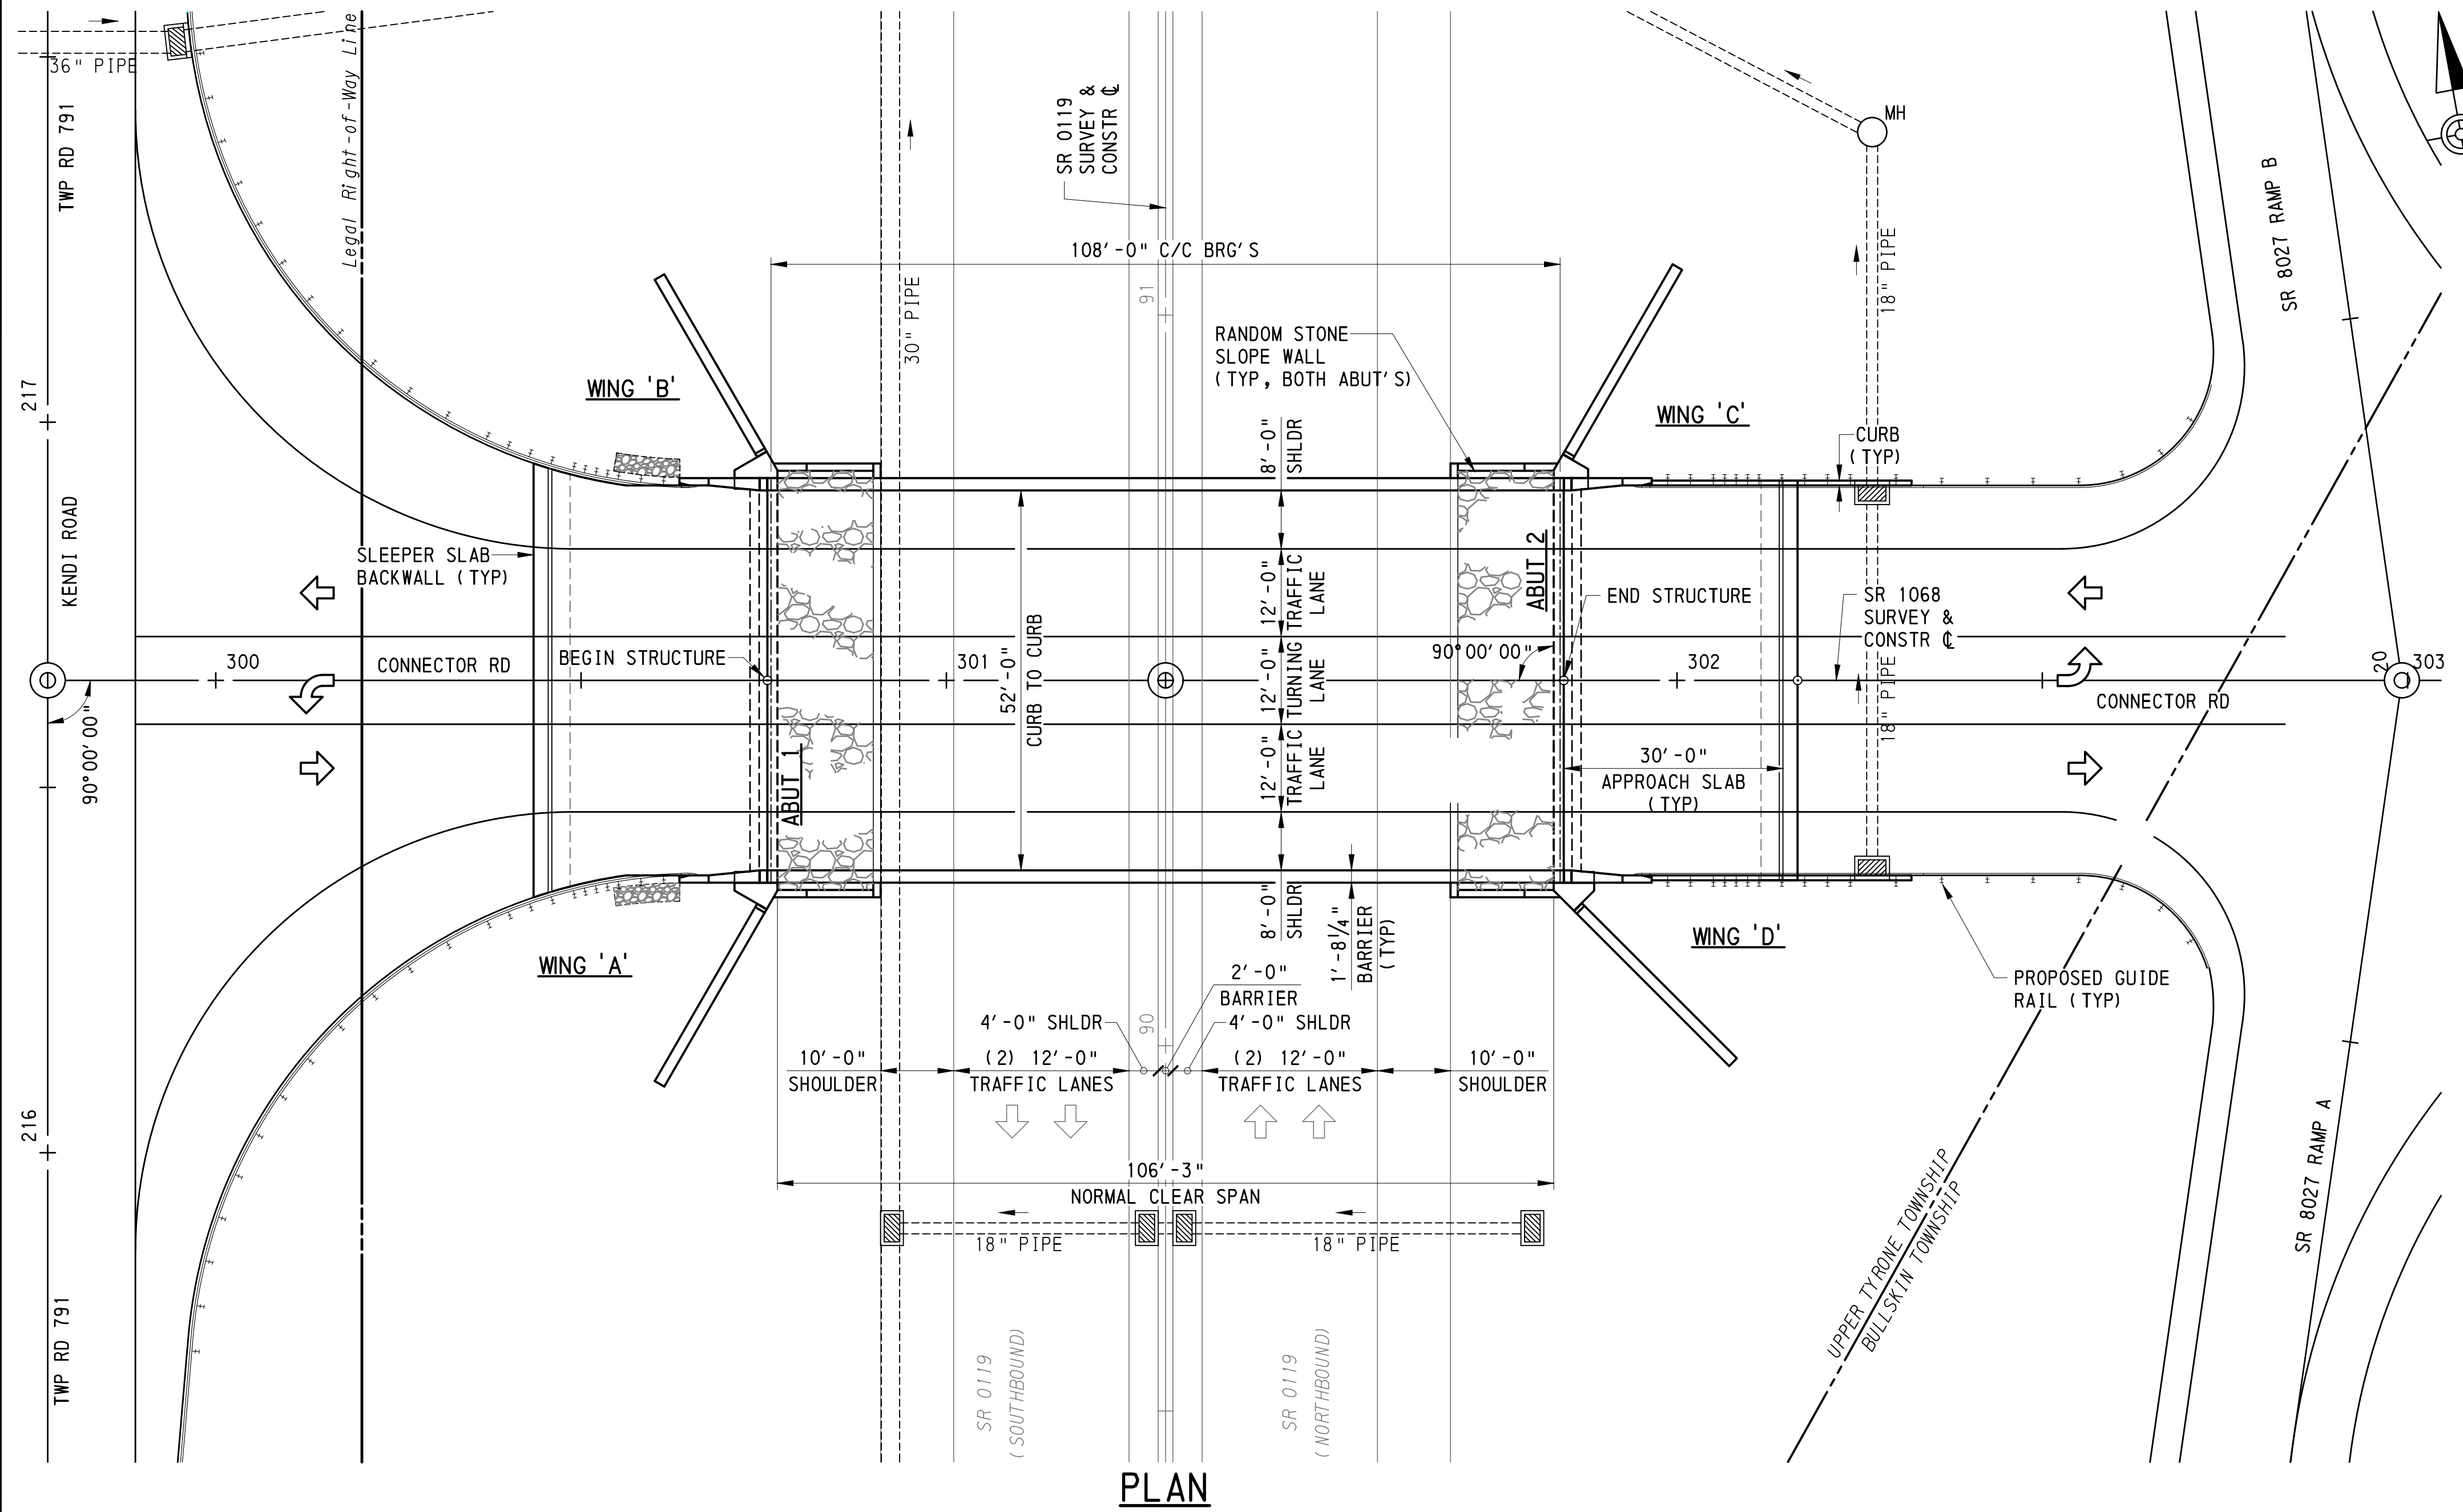 36" PIPE
TWP RD 791
Legal Right-of-Way Line
SR 0119
SURVEY &
CONSTR ℄
MH
SR 8027 RAMP B
18" PIPE
30" PIPE
108'-0" C/C BRG'S
91
RANDOM STONE
SLOPE WALL
(TYP, BOTH ABUT'S)
WING 'B'
WING 'C'
217
CURB
(TYP)
8'-0"
SHLDR
KENDI ROAD
SLEEPER SLAB
BACKWALL (TYP)
ABUT 2
12'-0"
TRAFFIC
LANE
END STRUCTURE
SR 1068
SURVEY &
CONSTR ℄
300
CONNECTOR RD
BEGIN STRUCTURE
301
52'-0"
CURB TO CURB
12'-0"
TURNING
LANE
90°00'00"
302
18" PIPE
20
303
CONNECTOR RD
90°00'00"
ABUT 1
12'-0"
TRAFFIC
LANE
30'-0"
APPROACH SLAB
(TYP)
8'-0"
SHLDR
1'-8 1/4"
BARRIER
(TYP)
WING 'A'
WING 'D'
2'-0"
BARRIER
PROPOSED GUIDE
RAIL (TYP)
4'-0" SHLDR
90
4'-0" SHLDR
10'-0"
SHOULDER
(2) 12'-0"
TRAFFIC LANES
(2) 12'-0"
TRAFFIC LANES
10'-0"
SHOULDER
216
106'-3"
NORMAL CLEAR SPAN
18" PIPE
18" PIPE
UPPER TYRONE TOWNSHIP
BULLSKIN TOWNSHIP
SR 8027 RAMP A
TWP RD 791
SR 0119
(SOUTHBOUND)
SR 0119
(NORTHBOUND)
PLAN